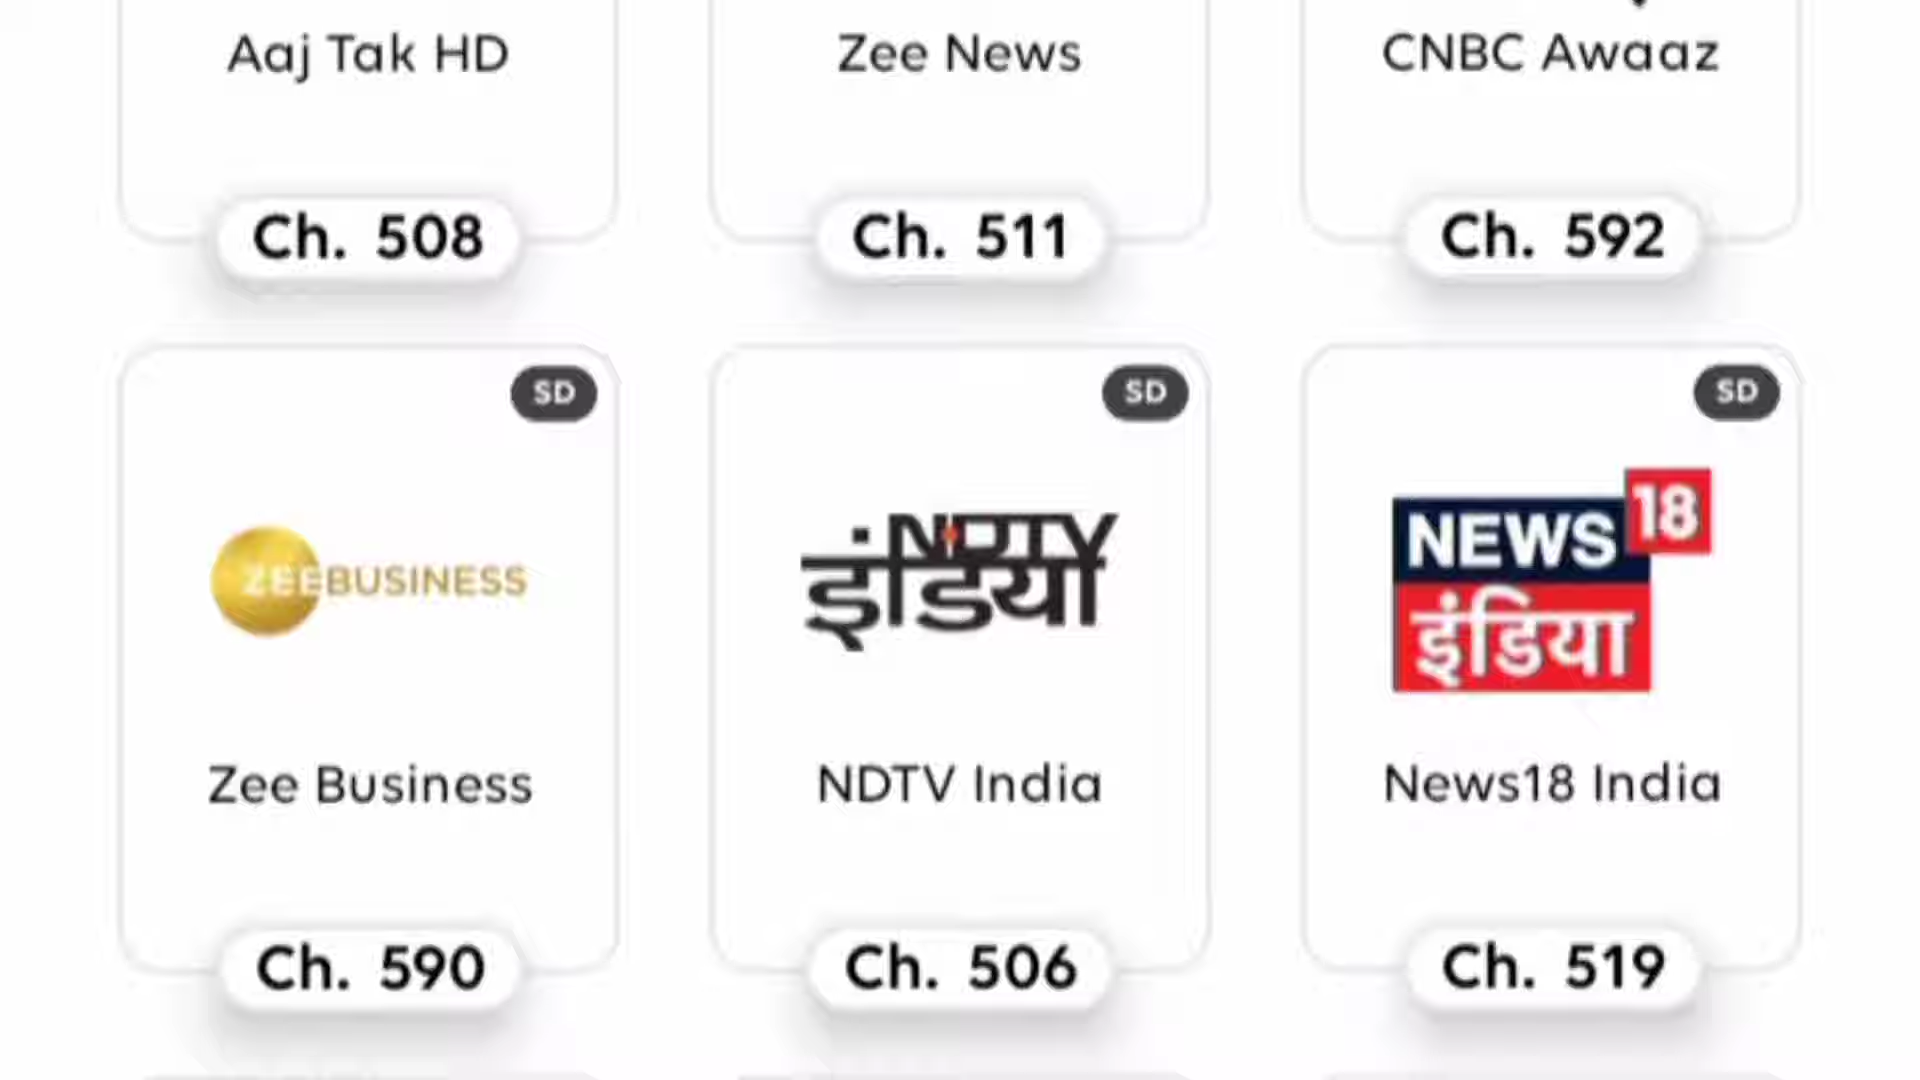 Aaj Tak HD
Zee News
CNBC Awaaz
Ch. 508
Ch. 511
Ch. 592
SD
SD
SD
ZEEBUSINESS
NDTV
इंडिया
NEWS 18
इंडिया
Zee Business
NDTV India
News18 India
Ch. 590
Ch. 506
Ch. 519